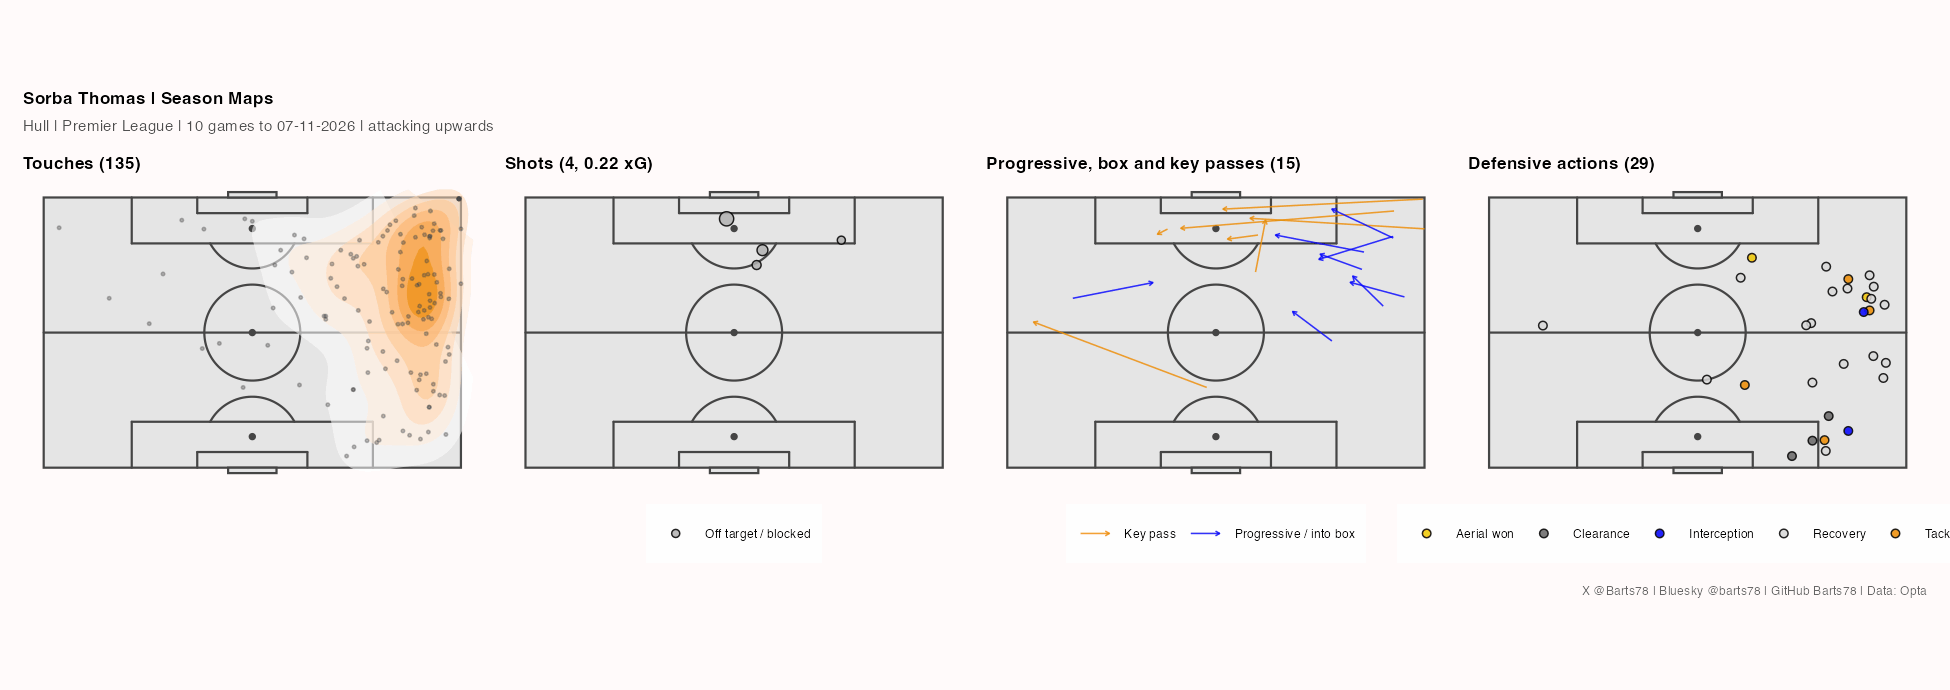 Sorba Thomas | Season Maps
Hull | Premier League | 10 games to 07-11-2026 | attacking upwards
Touches (135)
Shots (4, 0.22 xG)
Progressive, box and key passes (15)
Defensive actions (29)
Off target / blocked
Key pass
Progressive / into box
Aerial won
Clearance
Interception
Recovery
Tack
X @Barts78 | Bluesky @barts78 | GitHub Barts78 | Data: Opta